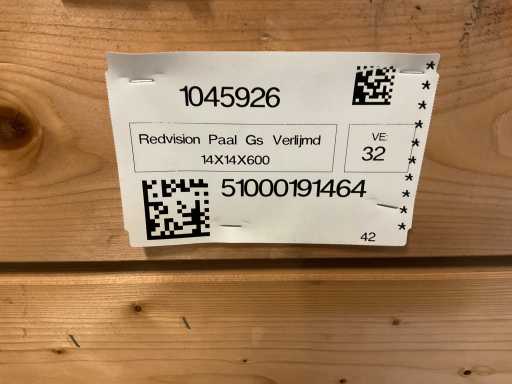 1045926
Redvision Paal Gs Verlijmd
14X14X600
VE:
32
51000191464
42